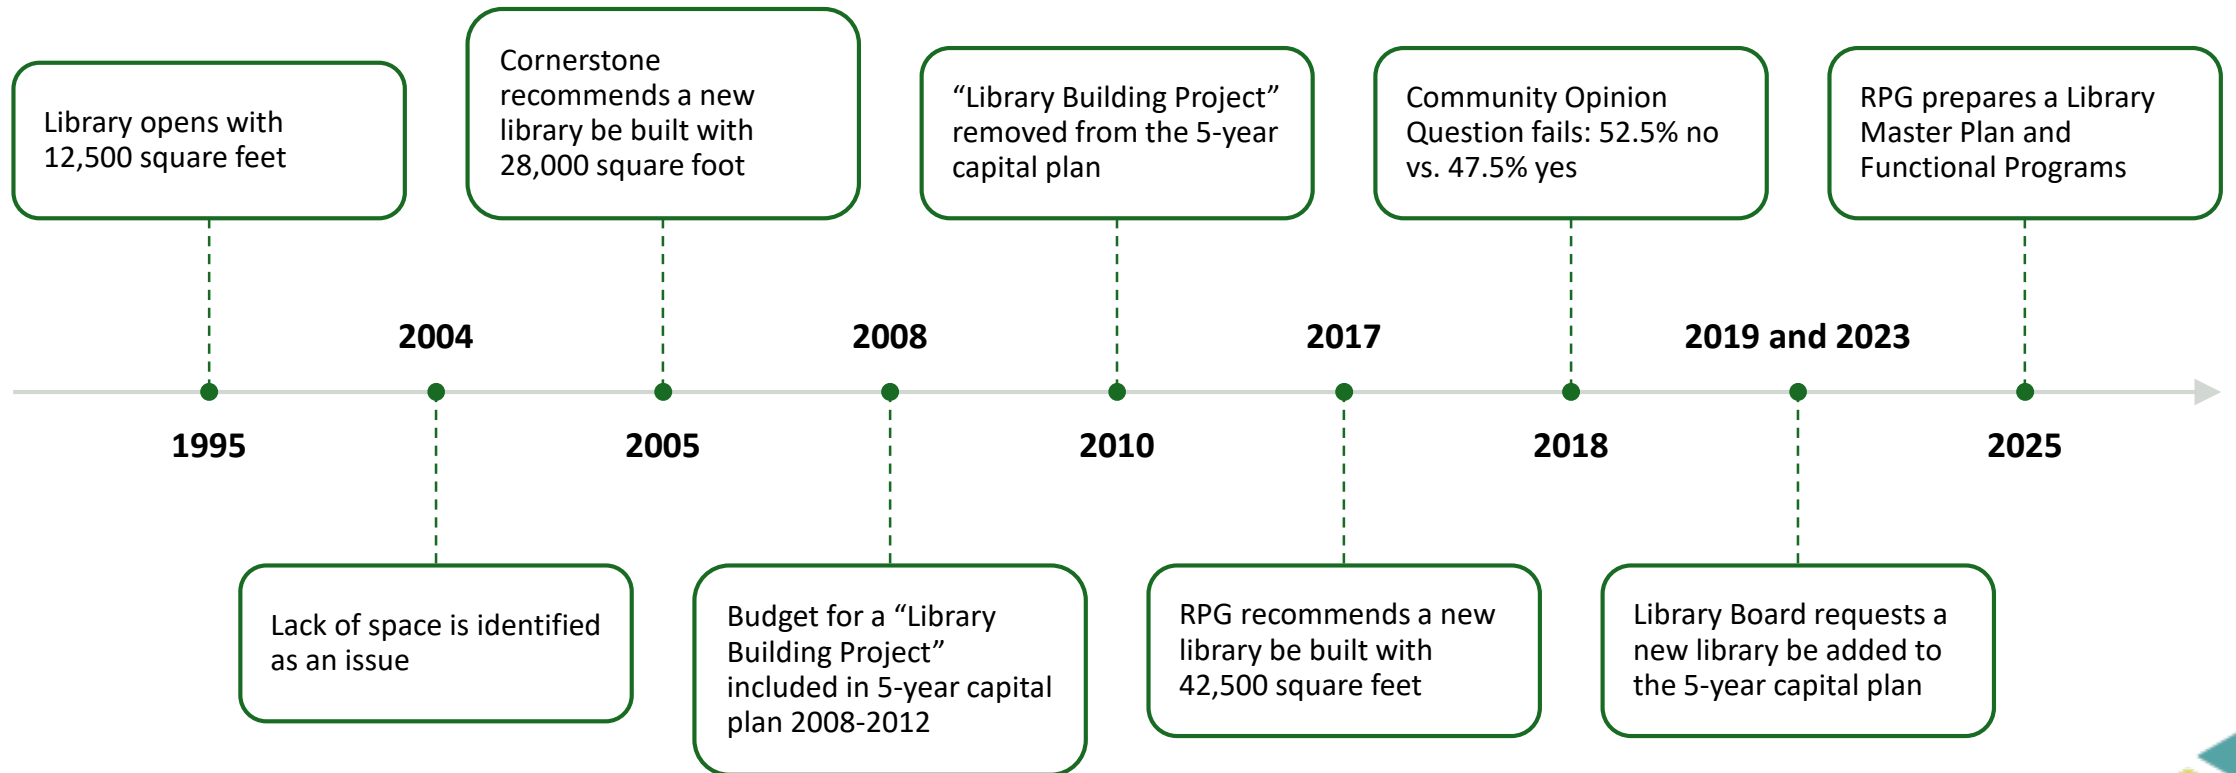 Library opens with
12,500 square feet
1995
2004
Lack of space is identified
as an issue
Cornerstone
recommends a new
library be built with
28,000 square foot
2005
2008
Budget for a “Library
Building Project”
included in 5-year capital
plan 2008-2012
“Library Building Project”
removed from the 5-year
capital plan
2010
2017
RPG recommends a new
library be built with
42,500 square feet
Community Opinion
Question fails: 52.5% no
vs. 47.5% yes
2018
2019 and 2023
Library Board requests a
new library be added to
the 5-year capital plan
RPG prepares a Library
Master Plan and
Functional Programs
2025